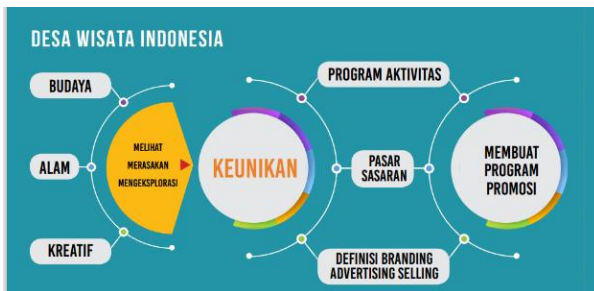 DESA WISATA INDONESIA
BUDAYA
ALAM
KREATIF
MELIHAT
MERASAKAN
MENGEKSPLORASI
KEUNIKAN
PROGRAM AKTIVITAS
PASAR
SASARAN
DEFINISI BRANDING
ADVERTISING SELLING
MEMBUAT
PROGRAM
PROMOSI